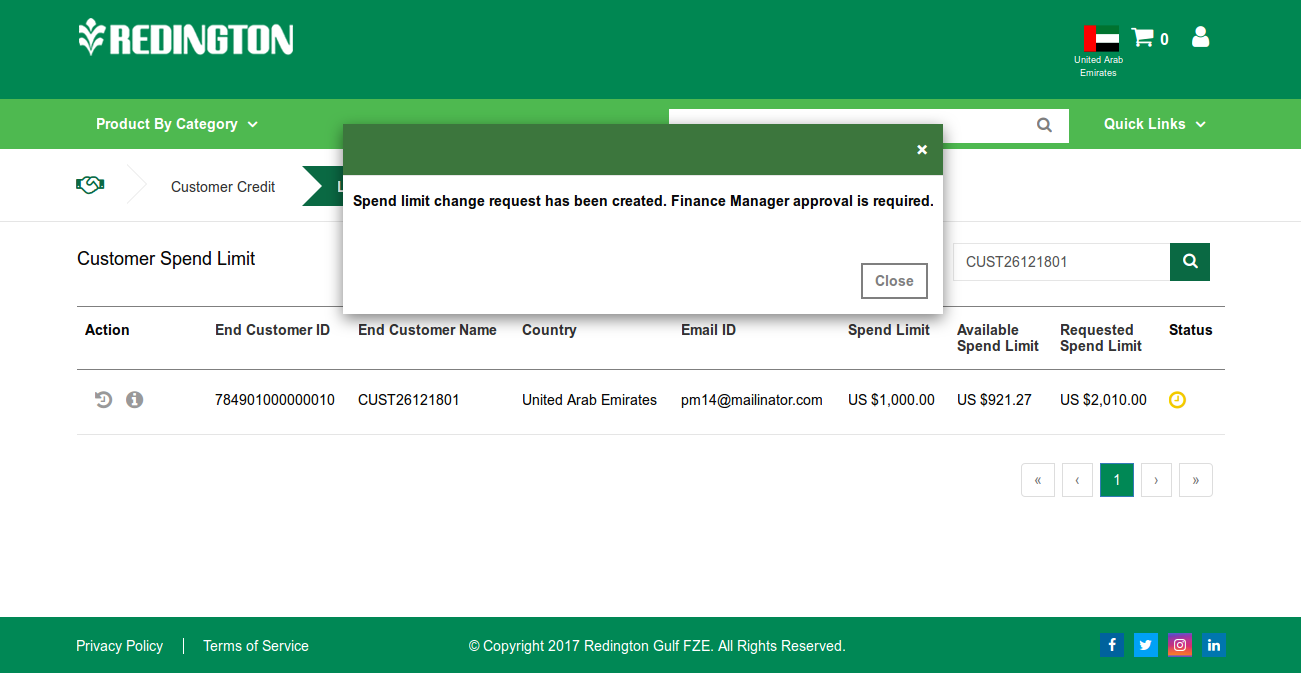 REDINGTON
0
United Arab
Emirates
Product By Category
Quick Links
Customer Credit
Spend limit change request has been created. Finance Manager approval is required.
Close
Customer Spend Limit
CUST26121801
Action End Customer ID End Customer Name Country Email ID Spend Limit Available Spend Limit Requested Spend Limit Status
784901000000010 CUST26121801 United Arab Emirates pm14@mailinator.com US $1,000.00 US $921.27 US $2,010.00
« ‹ 1 › »
Privacy Policy | Terms of Service © Copyright 2017 Redington Gulf FZE. All Rights Reserved.